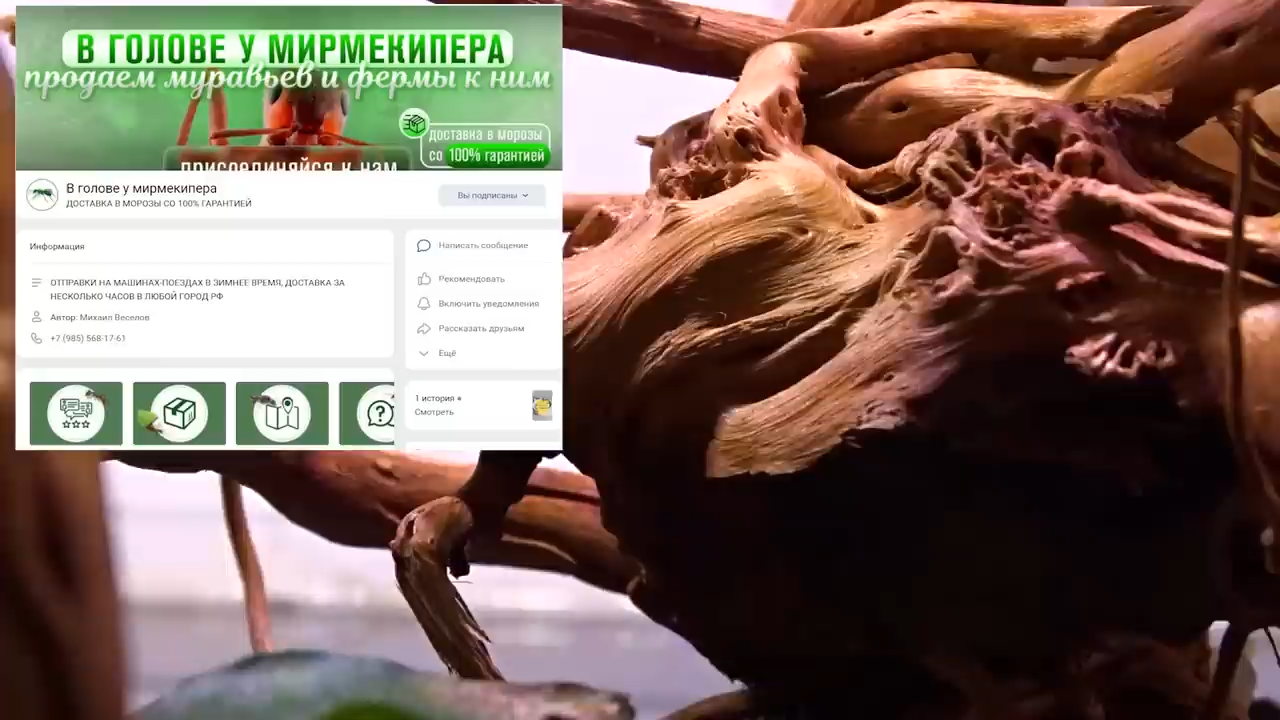 В ГОЛОВЕ У МИРМЕКИПЕРА
продаем муравьев и фермы к ним
доставка в морозы
со 100% гарантией
присоединяйся к нам
В голове у мирмекипера
ДОСТАВКА В МОРОЗЫ СО 100% ГАРАНТИЕЙ
Вы подписаны
Информация
ОТПРАВКИ НА МАШИНАХ-ПОЕЗДАХ В ЗИМНЕЕ ВРЕМЯ, ДОСТАВКА ЗА
НЕСКОЛЬКО ЧАСОВ В ЛЮБОЙ ГОРОД РФ
Автор: Михаил Веселов
+7 (985) 568-17-61
Написать сообщение
Рекомендовать
Включить уведомления
Рассказать друзьям
Ещё
1 история
Смотреть